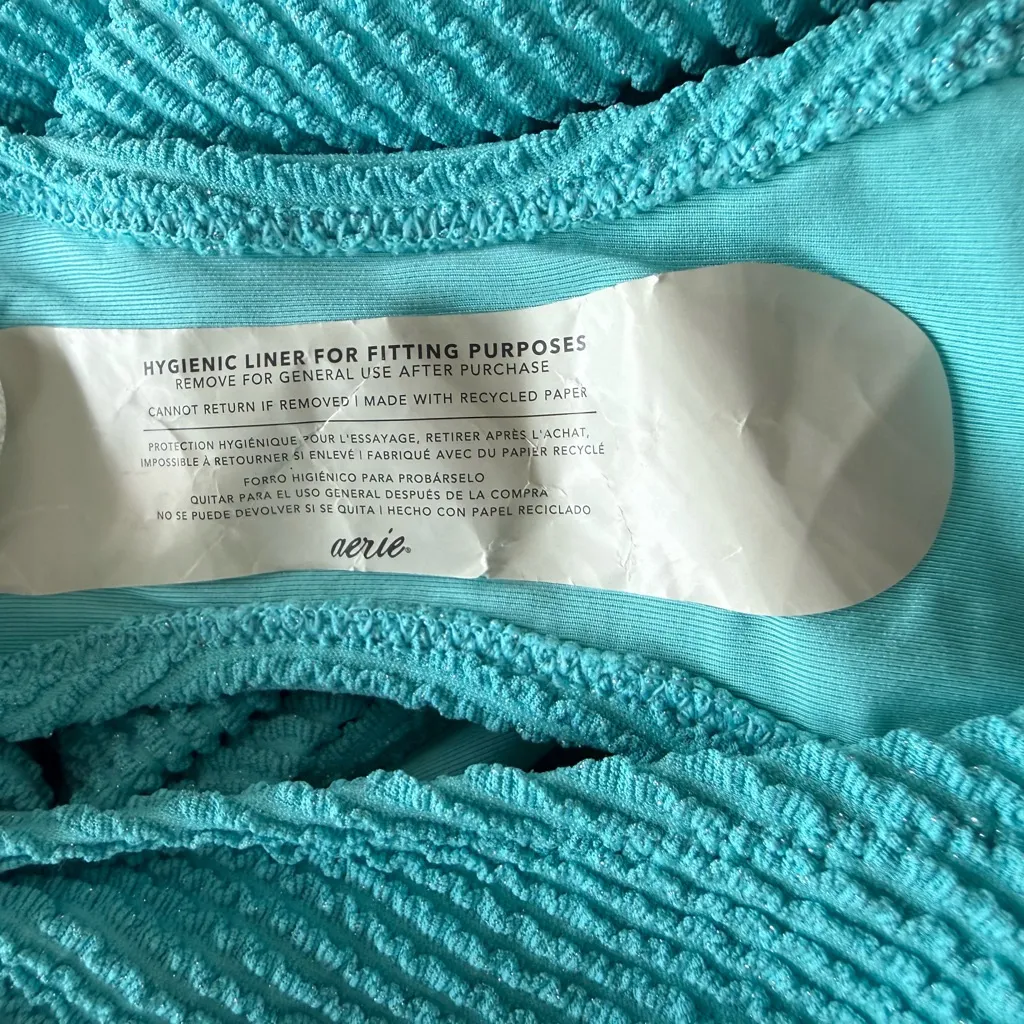 HYGIENIC LINER FOR FITTING PURPOSES
REMOVE FOR GENERAL USE AFTER PURCHASE
CANNOT RETURN IF REMOVED | MADE WITH RECYCLED PAPER
PROTECTION HYGIÉNIQUE POUR L'ESSAYAGE, RETIRER APRÈS L'ACHAT,
IMPOSSIBLE À RETOURNER SI ENLEVÉ | FABRIQUÉ AVEC DU PAPIER RECYCLÉ
FORRO HIGIÉNICO PARA PROBÁRSELO
QUITAR PARA EL USO GENERAL DESPUÉS DE LA COMPRA
NO SE PUEDE DEVOLVER SI SE QUITA | HECHO CON PAPEL RECICLADO
aerie®